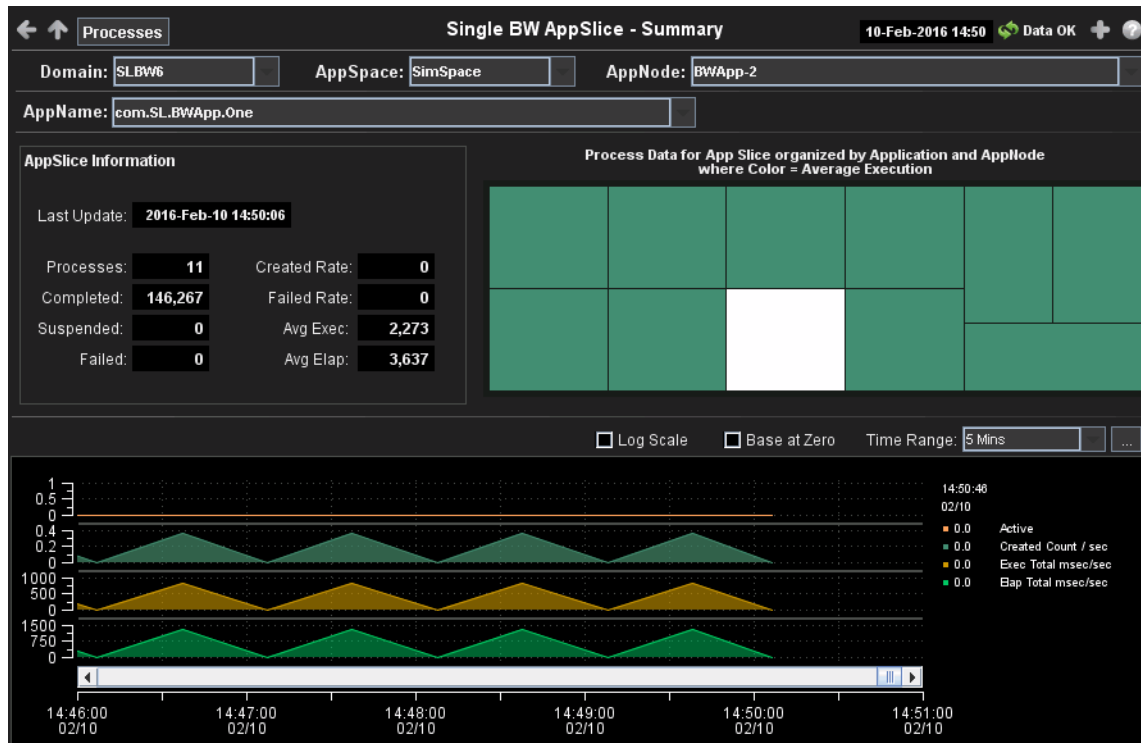 Processes
Single BW AppSlice - Summary
10-Feb-2016 14:50
Data OK
?
Domain: SLBW6
AppSpace: SimSpace
AppNode: BWApp-2
AppName: com.SL.BWApp.One
AppSlice Information
Last Update: 2016-Feb-10 14:50:06
Processes: 11 Created Rate: 0
Completed: 146,267 Failed Rate: 0
Suspended: 0 Avg Exec: 2,273
Failed: 0 Avg Elap: 3,637
Process Data for App Slice organized by Application and AppNode
where Color = Average Execution
Log Scale Base at Zero Time Range: 5 Mins ...
1
0.5
0
0.4
0.2
0
1000
500
0
1500
750
0
14:50:46
02/10
0.0 Active
0.0 Created Count / sec
0.0 Exec Total msec/sec
0.0 Elap Total msec/sec
14:46:00 14:47:00 14:48:00 14:49:00 14:50:00 14:51:00
02/10 02/10 02/10 02/10 02/10 02/10